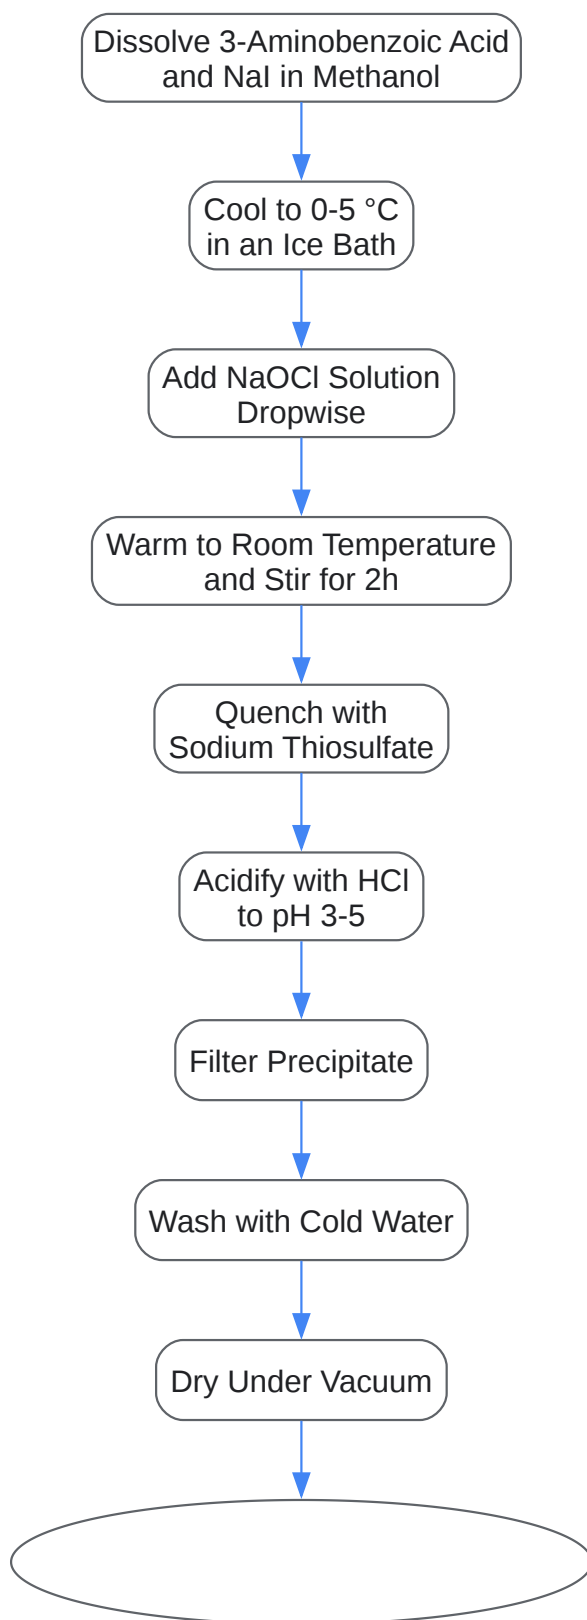 Dissolve 3-Aminobenzoic Acid
and NaI in Methanol
Cool to 0-5 °C
in an Ice Bath
Add NaOCl Solution
Dropwise
Warm to Room Temperature
and Stir for 2h
Quench with
Sodium Thiosulfate
Acidify with HCl
to pH 3-5
Filter Precipitate
Wash with Cold Water
Dry Under Vacuum